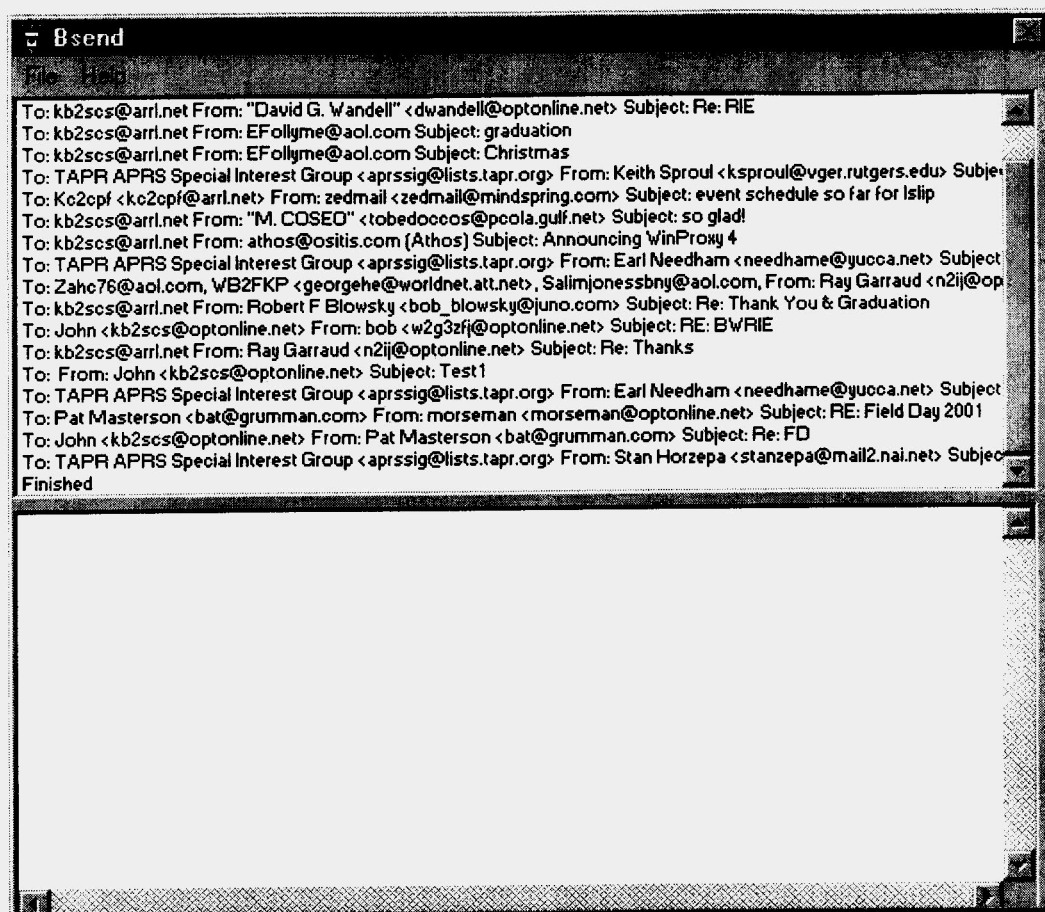 Bsend
File Help
To: kb2scs@arrl.net From: "David G. Wandell" <dwandell@optonline.net> Subject: Re: RIE
To: kb2scs@arrl.net From: EFollyme@aol.com Subject: graduation
To: kb2scs@arrl.net From: EFollyme@aol.com Subject: Christmas
To: TAPR APRS Special Interest Group <aprssig@lists.tapr.org> From: Keith Sproul <ksproul@vger.rutgers.edu> Subje
To: Kc2cpf <kc2cpf@arrl.net> From: zedmail <zedmail@mindspring.com> Subject: event schedule so far for Islip
To: kb2scs@arrl.net From: "M. COSEO" <tobedoccos@pcola.gulf.net> Subject: so glad!
To: kb2scs@arrl.net From: athos@ositis.com (Athos) Subject: Announcing WinProxy 4
To: TAPR APRS Special Interest Group <aprssig@lists.tapr.org> From: Earl Needham <needhame@yucca.net> Subject
To: Zahc76@aol.com, WB2FKP <georgehe@worldnet.att.net>, Salimjonessbny@aol.com, From: Ray Garraud <n2ij@op
To: kb2scs@arrl.net From: Robert F Blowsky <bob_blowsky@juno.com> Subject: Re: Thank You & Graduation
To: John <kb2scs@optonline.net> From: bob <w2g3zfj@optonline.net> Subject: RE: BWRIE
To: kb2scs@arrl.net From: Ray Garraud <n2ij@optonline.net> Subject: Re: Thanks
To: From: John <kb2scs@optonline.net> Subject: Test1
To: TAPR APRS Special Interest Group <aprssig@lists.tapr.org> From: Earl Needham <needhame@yucca.net> Subject
To: Pat Masterson <bat@grumman.com> From: morseman <morseman@optonline.net> Subject: RE: Field Day 2001
To: John <kb2scs@optonline.net> From: Pat Masterson <bat@grumman.com> Subject: Re: FD
To: TAPR APRS Special Interest Group <aprssig@lists.tapr.org> From: Stan Horzepa <stanzepa@mail2.nai.net> Subjec
Finished